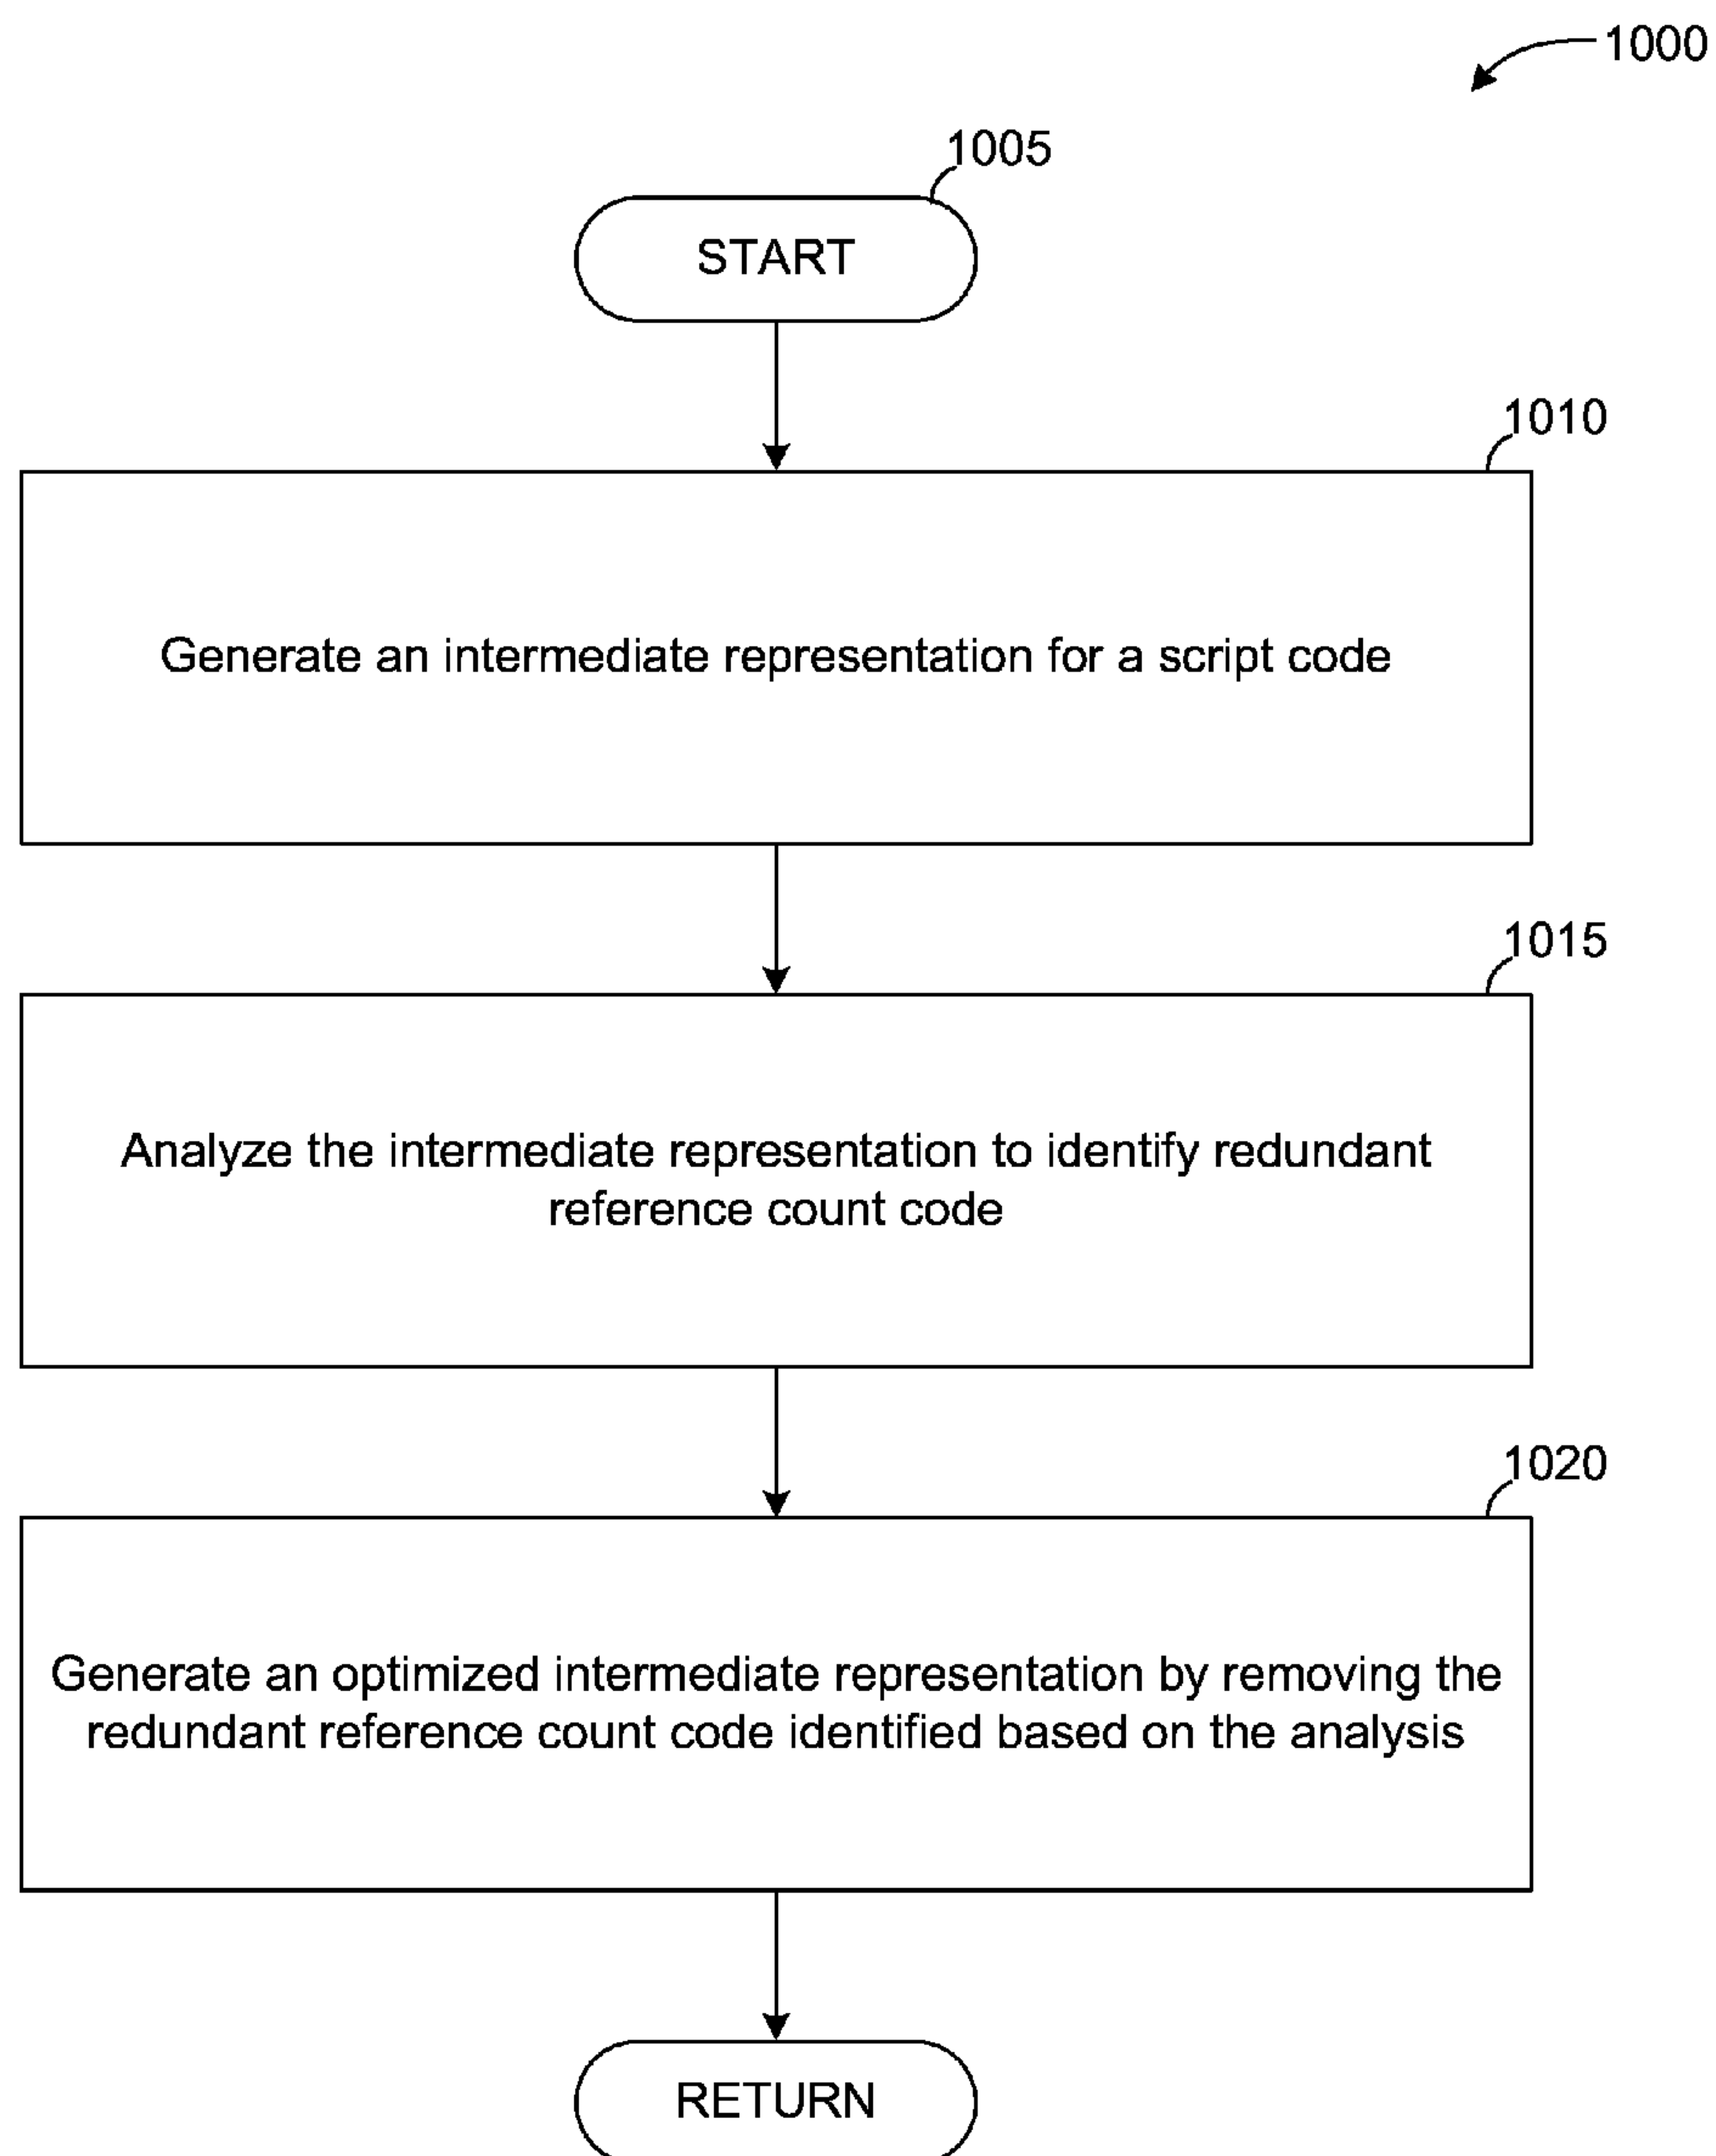 1000
1005
START
1010
Generate an intermediate representation for a script code
1015
Analyze the intermediate representation to identify redundant
reference count code
1020
Generate an optimized intermediate representation by removing the
redundant reference count code identified based on the analysis
RETURN